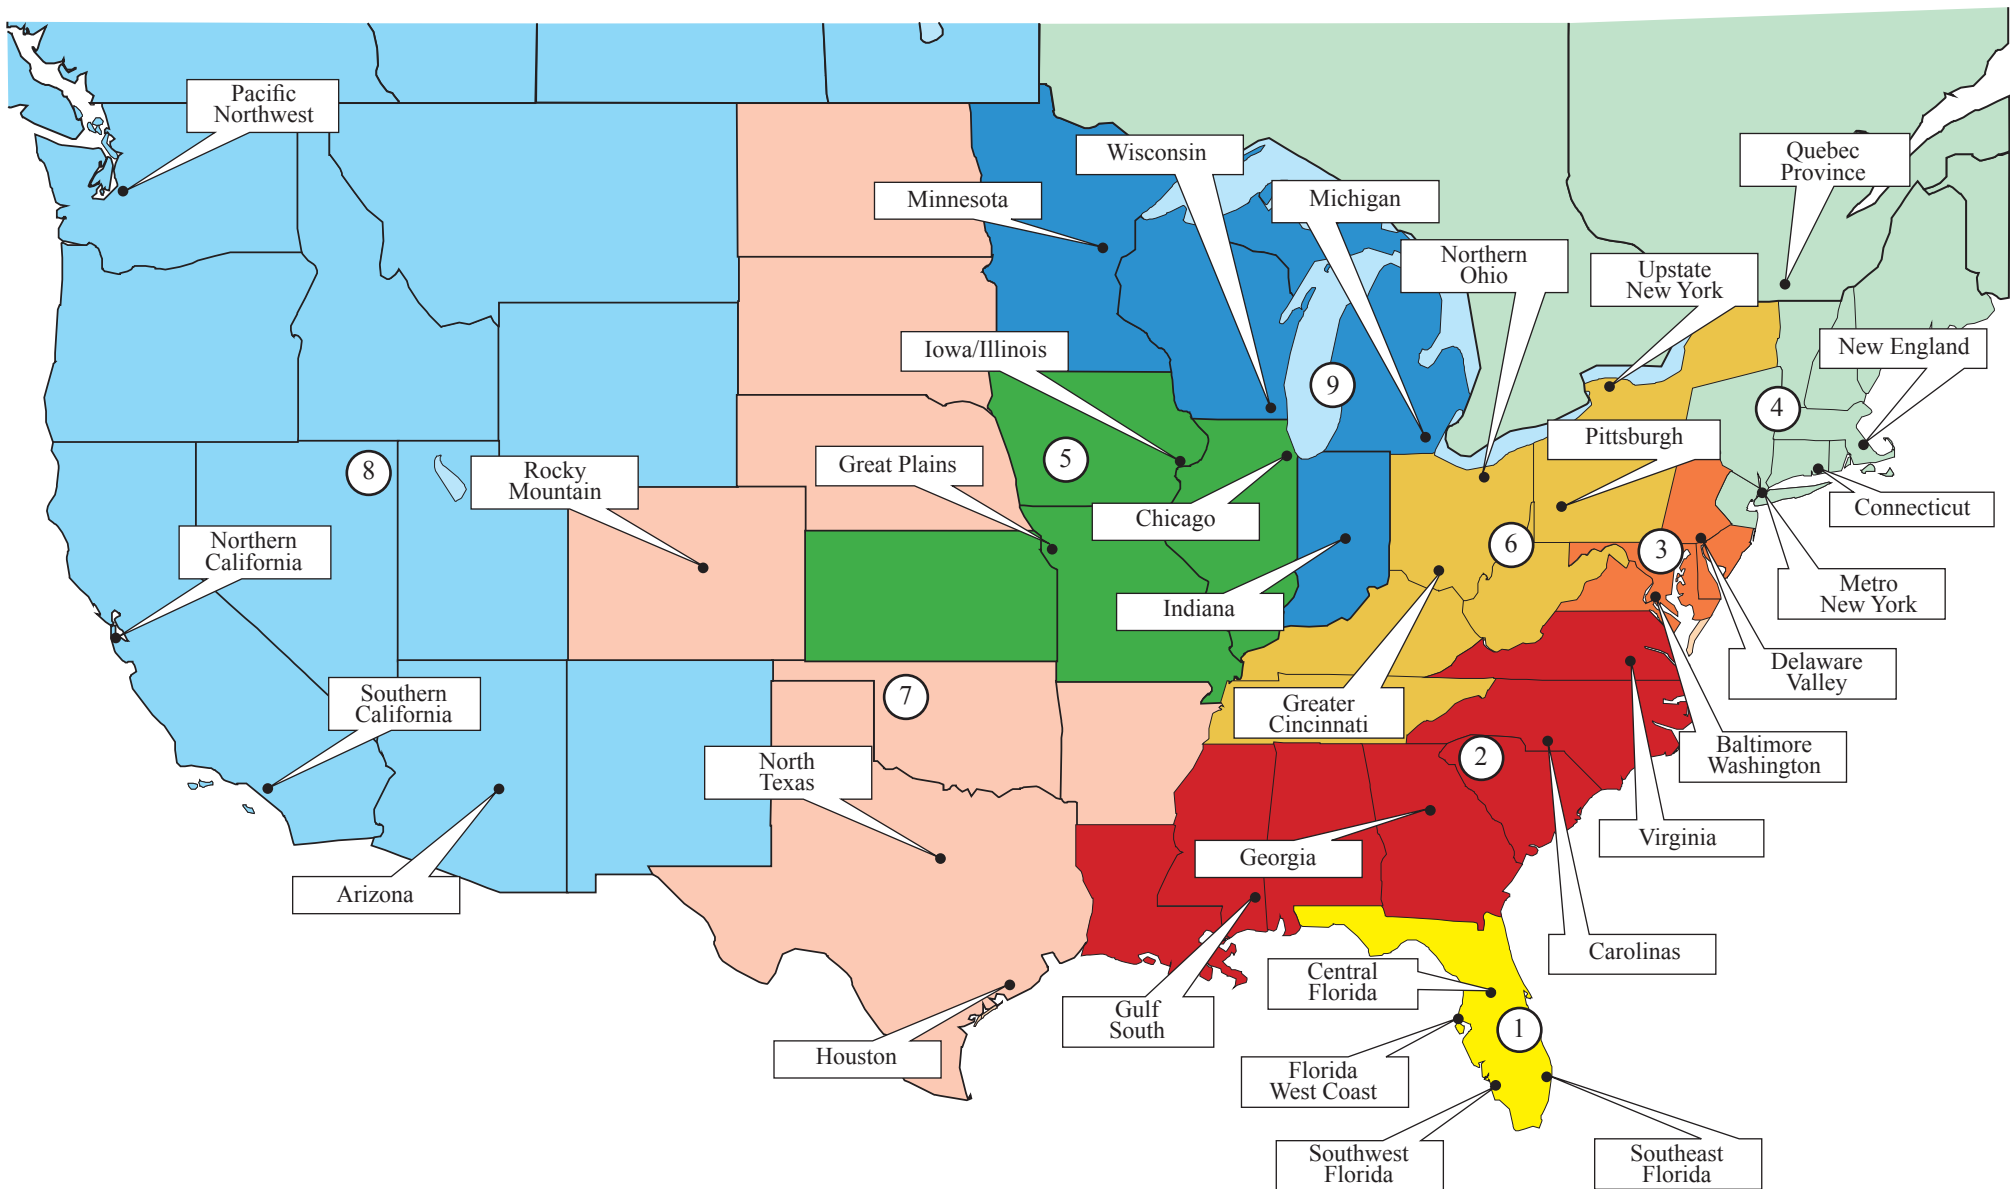 Pacific
Northwest
Wisconsin
Quebec
Province
Minnesota
Michigan
Northern
Ohio
Upstate
New York
Iowa/Illinois
New England
9
4
Pittsburgh
8
5
Rocky
Mountain
Great Plains
Chicago
Connecticut
Northern
California
6
3
Indiana
Metro
New York
Delaware
Valley
Southern
California
7
Greater
Cincinnati
North
Texas
2
Baltimore
Washington
Virginia
Georgia
Arizona
Carolinas
Central
Florida
Gulf
South
1
Houston
Florida
West Coast
Southwest
Florida
Southeast
Florida